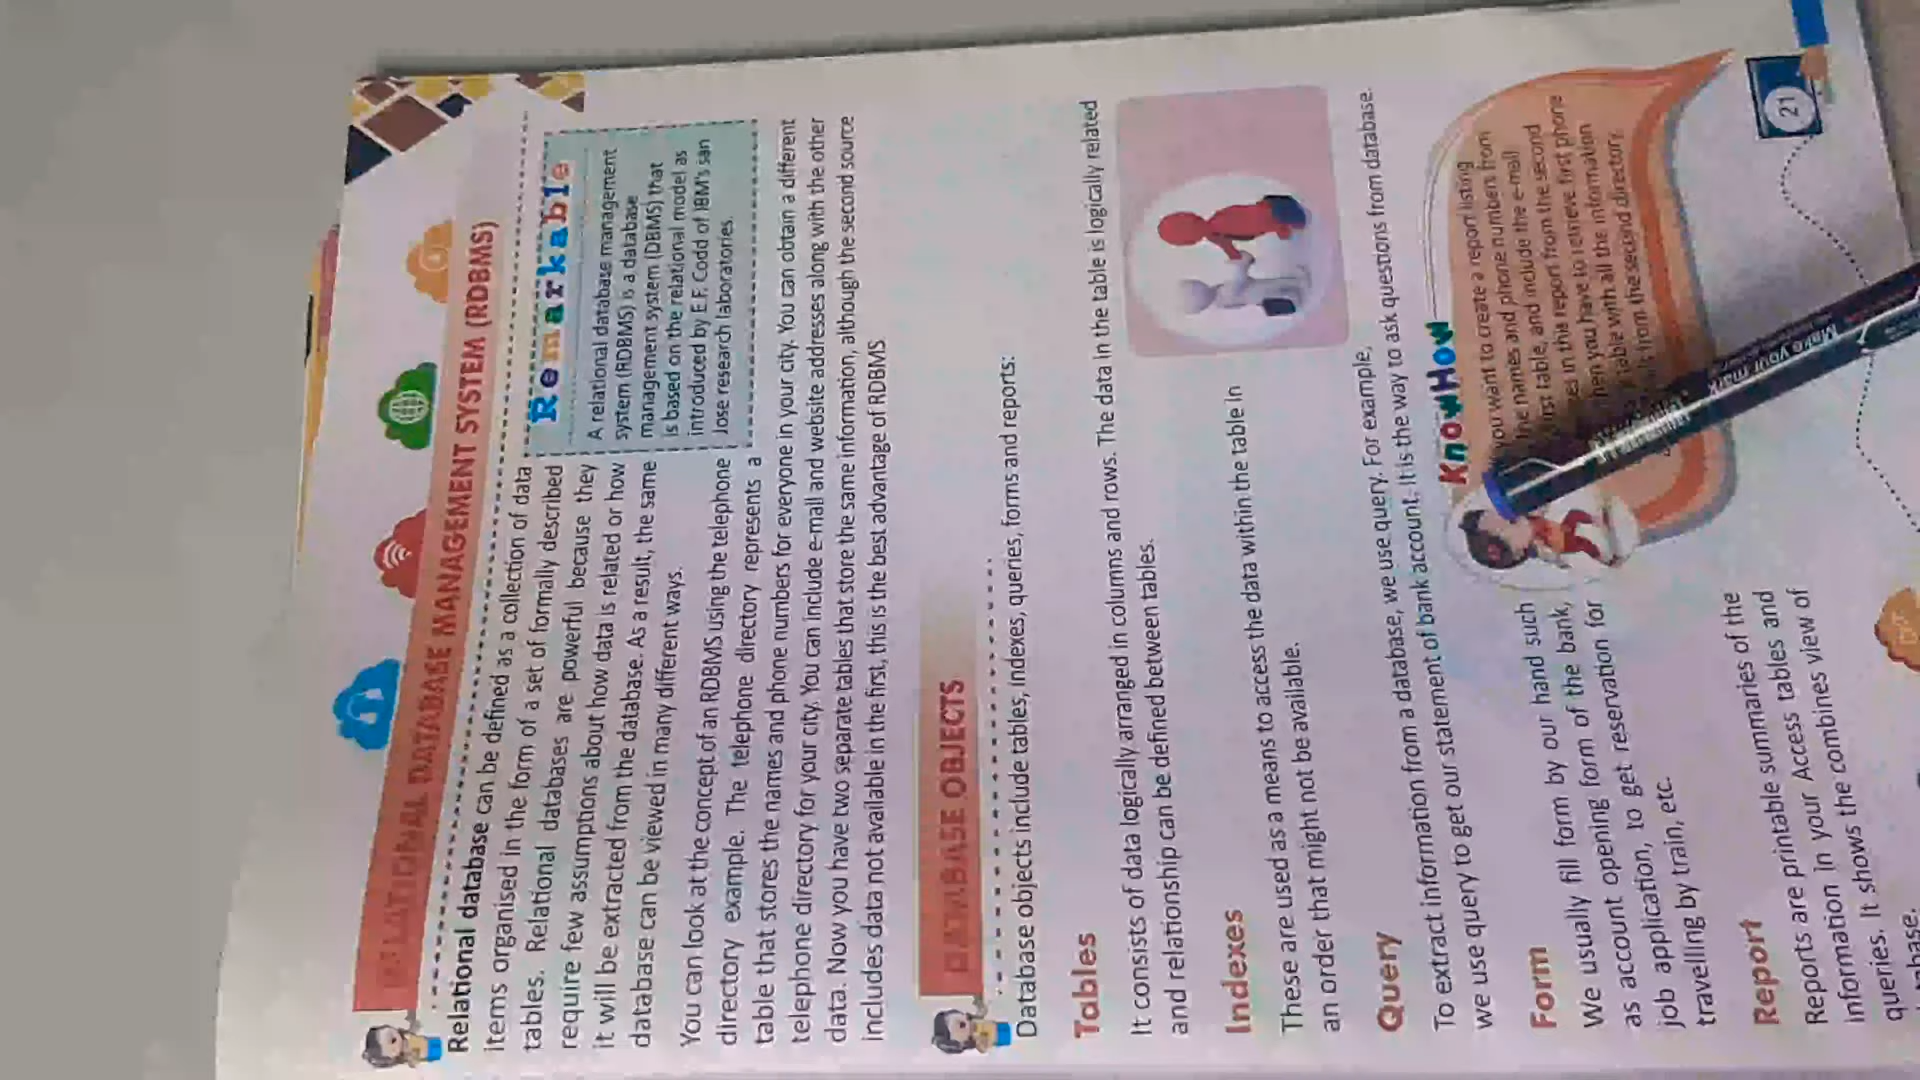 RELATIONAL DATABASE MANAGEMENT SYSTEM (RDBMS)
Relational database can be defined as a collection of data
items organised in the form of a set of formally described
tables. Relational databases are powerful because they
require few assumptions about how data is related or how
it will be extracted from the database. As a result, the same
database can be viewed in many different ways.
Remarkable
A relational database management
system (RDBMS) is a database
management system (DBMS) that
is based on the relational model as
introduced by E.F. Codd of IBM's san
Jose research laboratories.
You can look at the concept of an RDBMS using the telephone
directory example. The telephone directory represents a
table that stores the names and phone numbers for everyone in your city. You can obtain a different
telephone directory for your city. You can include e-mail and website addresses along with the other
data. Now you have two separate tables that store the same information, although the second source
includes data not available in the first, this is the best advantage of RDBMS
DATABASE OBJECTS
Database objects include tables, indexes, queries, forms and reports:
Tables
It consists of data logically arranged in columns and rows. The data in the table is logically related
and relationship can be defined between tables.
Indexes
These are used as a means to access the data within the table in
an order that might not be available.
Query
To extract information from a database, we use query. For example,
we use query to get our statement of bank account. It is the way to ask questions from database.
Form
We usually fill form by our hand such
as account opening form of the bank,
job application, to get reservation for
travelling by train, etc.
KnowHow
you want to create a report listing
the names and phone numbers from
first table, and include the e-mail
in the report from the second
then you have to retrieve first phone
table with all the information
from the second directory.
Report
Reports are printable summaries of the
information in your Access tables and
queries. It shows the combines view of
Make your mark
21